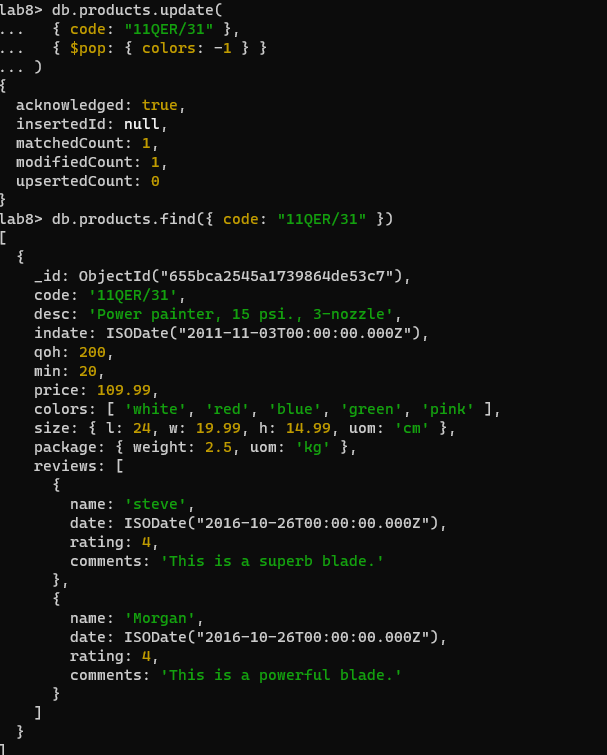 lab8> db.products.update(
...   { code: "11QER/31" },
...   { $pop: { colors: -1 } }
... )
{
  acknowledged: true,
  insertedId: null,
  matchedCount: 1,
  modifiedCount: 1,
  upsertedCount: 0
}
lab8> db.products.find({ code: "11QER/31" })
[
  {
    _id: ObjectId("655bca2545a1739864de53c7"),
    code: '11QER/31',
    desc: 'Power painter, 15 psi., 3-nozzle',
    indate: ISODate("2011-11-03T00:00:00.000Z"),
    qoh: 200,
    min: 20,
    price: 109.99,
    colors: [ 'white', 'red', 'blue', 'green', 'pink' ],
    size: { l: 24, w: 19.99, h: 14.99, uom: 'cm' },
    package: { weight: 2.5, uom: 'kg' },
    reviews: [
      {
        name: 'steve',
        date: ISODate("2016-10-26T00:00:00.000Z"),
        rating: 4,
        comments: 'This is a superb blade.'
      },
      {
        name: 'Morgan',
        date: ISODate("2016-10-26T00:00:00.000Z"),
        rating: 4,
        comments: 'This is a powerful blade.'
      }
    ]
  }
]